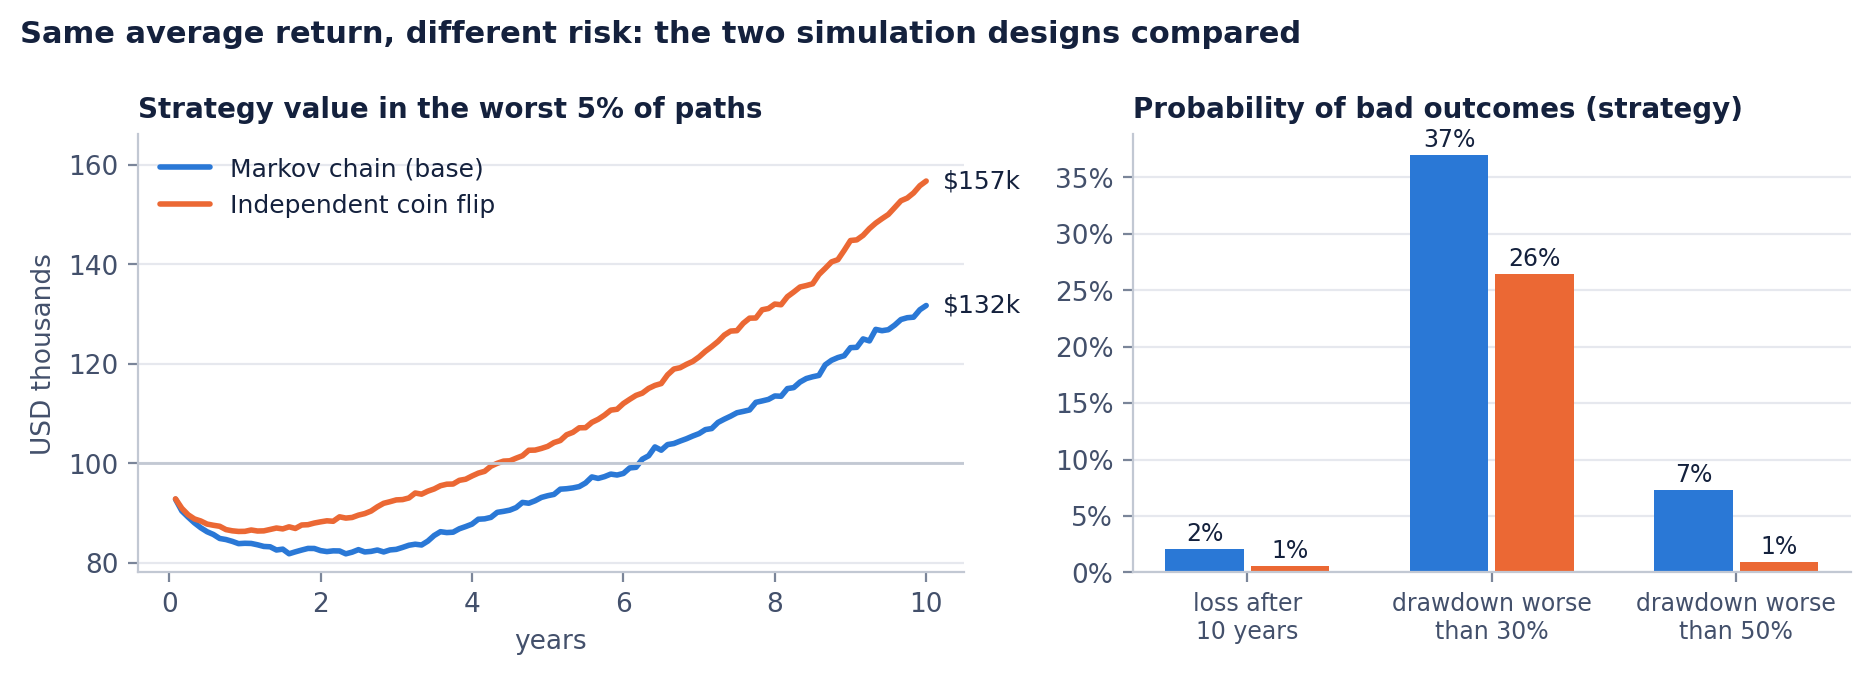 Same average return, different risk: the two simulation designs compared
Strategy value in the worst 5% of paths
Markov chain (base)
Independent coin flip
$157k
$132k
USD thousands
160
140
120
100
80
0 2 4 6 8 10
years
Probability of bad outcomes (strategy)
35%
30%
25%
20%
15%
10%
5%
0%
2% 1%
37% 26%
7% 1%
loss after
10 years
drawdown worse
than 30%
drawdown worse
than 50%